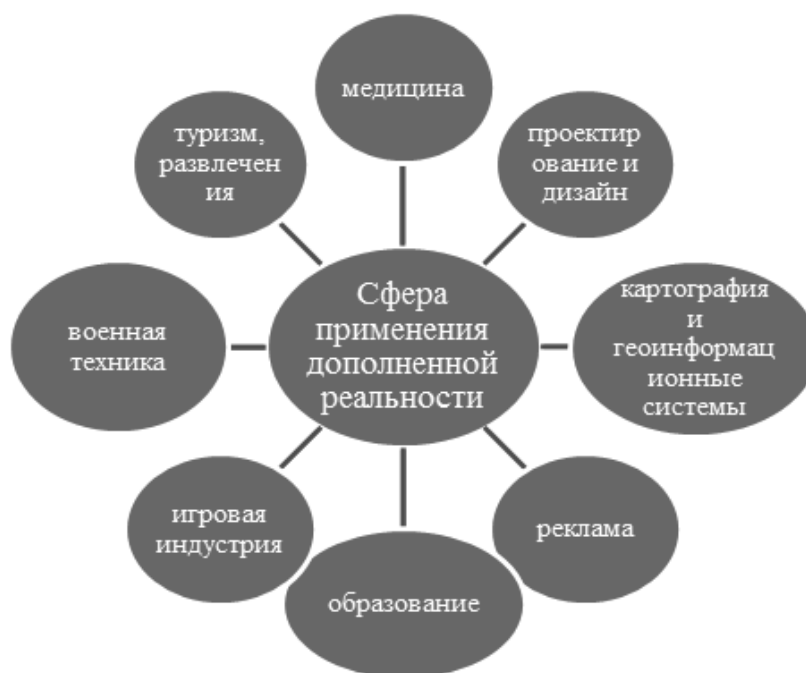 медицина
туризм,
развлечен
ия
проектир
ование и
дизайн
Сфера
применения
дополненной
реальности
военная
техника
картография
и
геоинформац
ионные
системы
игровая
индустрия
реклама
образование